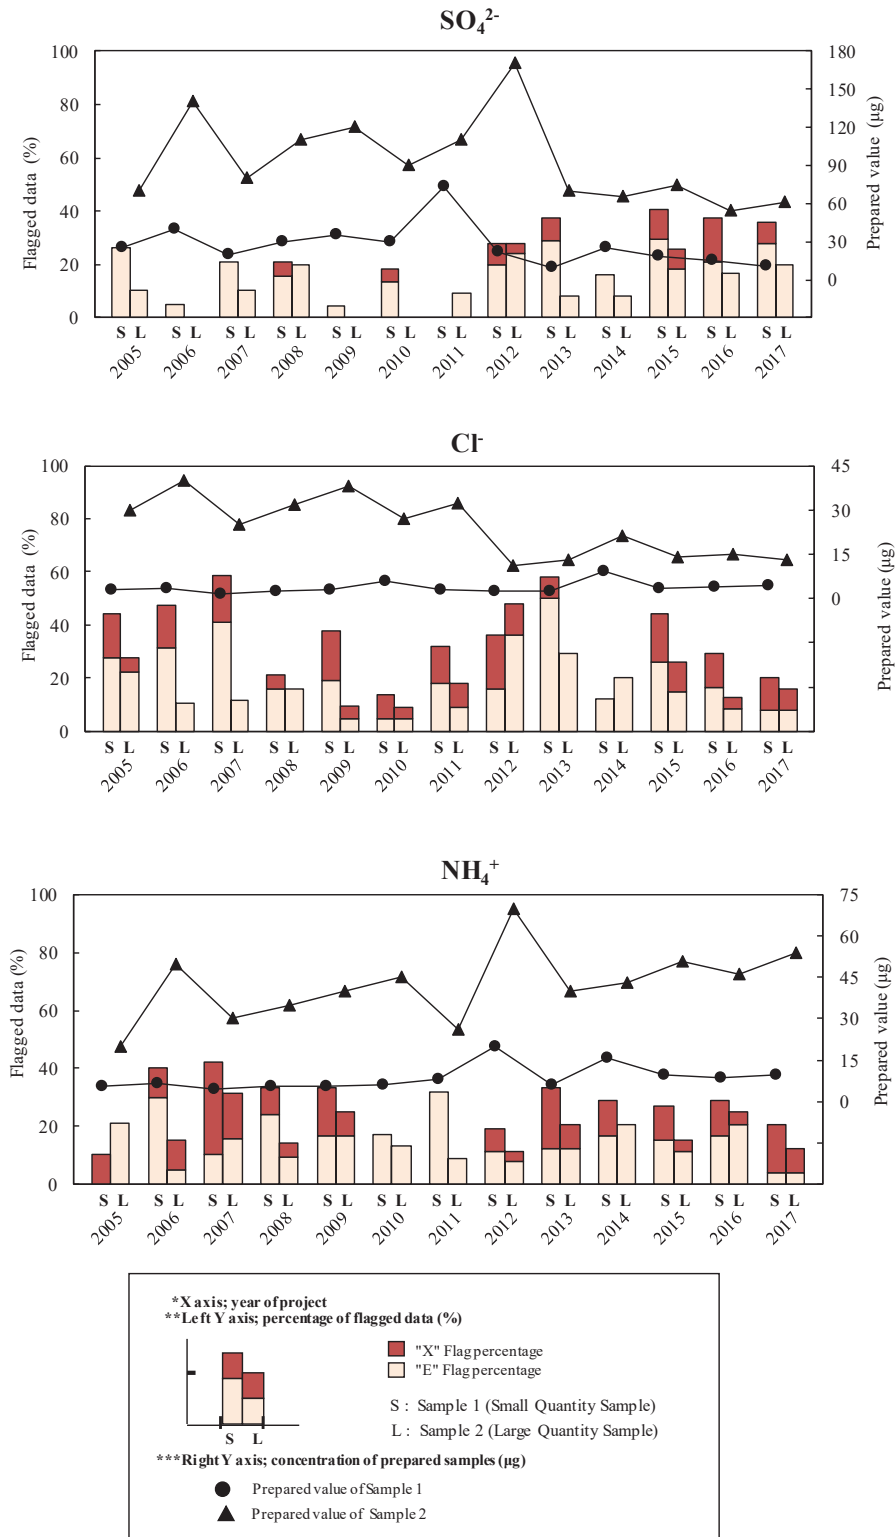 SO₄²⁻
100
80
60
40
20
0
Flagged data (%)
180
150
120
90
60
30
0
Prepared value (μg)
S L S L S L S L S L S L S L S L S L S L S L S L S L
2005 2006 2007 2008 2009 2010 2011 2012 2013 2014 2015 2016 2017
Cl⁻
100
80
60
40
20
0
Flagged data (%)
45
30
15
0
Prepared value (μg)
S L S L S L S L S L S L S L S L S L S L S L S L S L
2005 2006 2007 2008 2009 2010 2011 2012 2013 2014 2015 2016 2017
NH₄⁺
100
80
60
40
20
0
Flagged data (%)
75
60
45
30
15
0
Prepared value (μg)
S L S L S L S L S L S L S L S L S L S L S L S L S L
2005 2006 2007 2008 2009 2010 2011 2012 2013 2014 2015 2016 2017
*X axis; year of project
**Left Y axis; percentage of flagged data (%)
"X" Flag percentage
"E" Flag percentage
S : Sample 1 (Small Quantity Sample)
L : Sample 2 (Large Quantity Sample)
S L
***Right Y axis; concentration of prepared samples (μg)
Prepared value of Sample 1
Prepared value of Sample 2